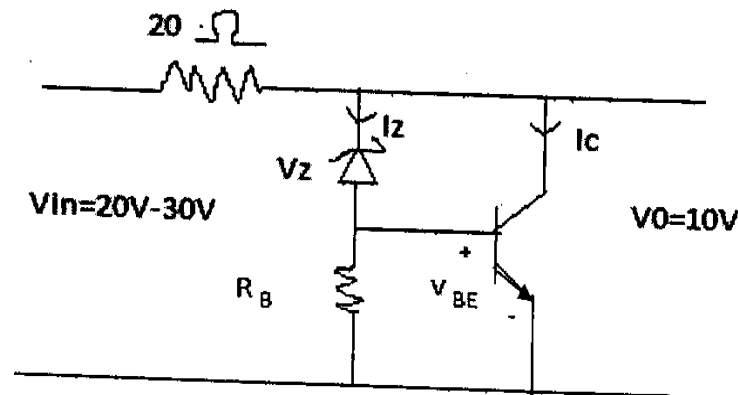 20 Ω
Iz
Ic
Vz
Vin=20V-30V
V0=10V
+
R B
V BE
-